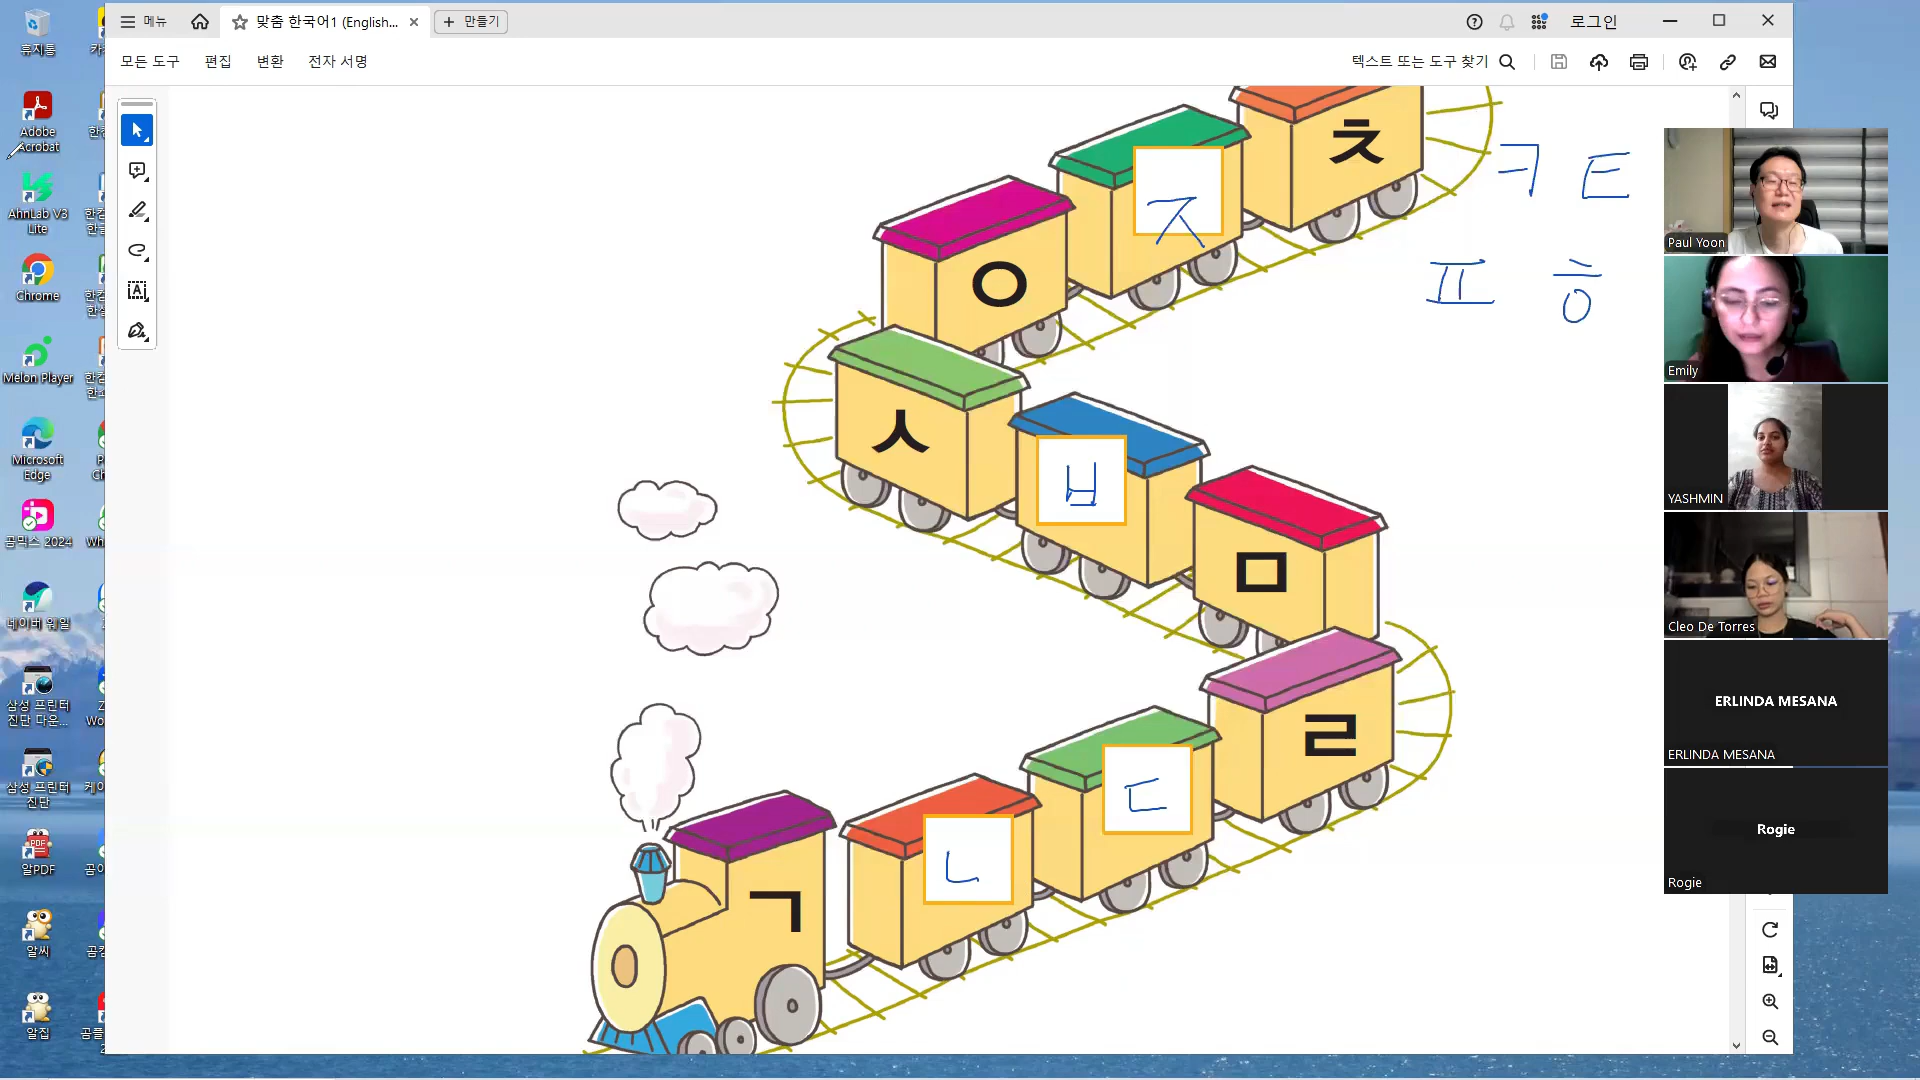 메뉴
맞춤 한국어1 (English...
만들기
로그인
모든 도구
편집
변환
전자 서명
텍스트 또는 도구 찾기
휴지통
Adobe
Acrobat
AhnLab V3
Lite
Chrome
Melon Player
Microsoft
Edge
곰믹스 2024
네이버 웨일
삼성 프린터
진단 다운...
삼성 프린터
진단
알PDF
알씨
알집
ㅊ
ㅈ
ㅇ
ㅋ ㅌ
ㅍ ㅎ
ㅅ
ㅂ
ㅁ
ㄹ
ㄷ
ㄴ
ㄱ
Paul Yoon
Emily
YASHMIN
Cleo De Torres
ERLINDA MESANA
ERLINDA MESANA
Rogie
Rogie